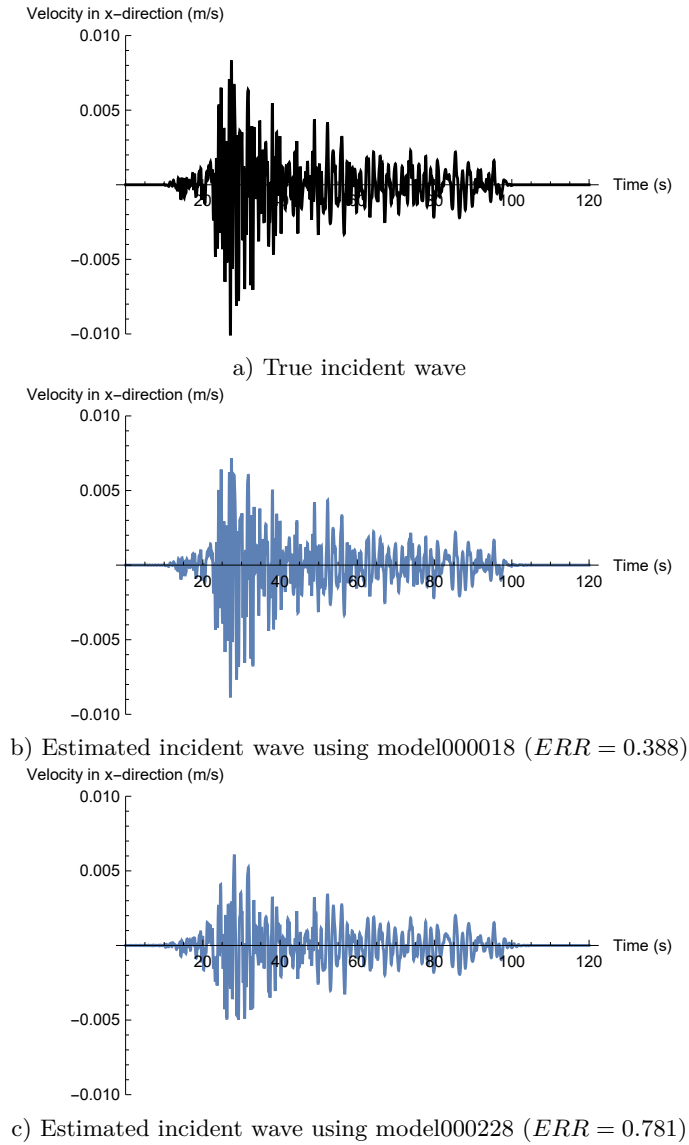 Velocity in x-direction (m/s)
0.010
0.005
Time (s)
20 40 60 80 100 120
-0.005
-0.010
a) True incident wave
Velocity in x-direction (m/s)
0.010
0.005
Time (s)
20 40 60 80 100 120
-0.005
-0.010
b) Estimated incident wave using model000018 (ERR = 0.388)
Velocity in x-direction (m/s)
0.010
0.005
Time (s)
20 40 60 80 100 120
-0.005
-0.010
c) Estimated incident wave using model000228 (ERR = 0.781)